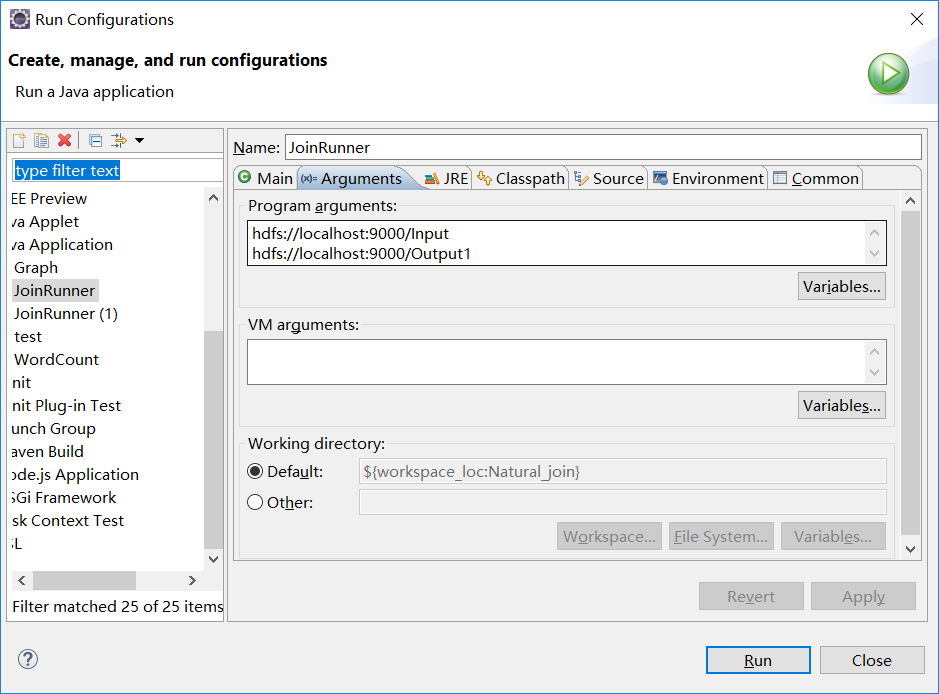 Run Configurations
Create, manage, and run configurations
Run a Java application
type filter text
EE Preview
va Applet
va Application
Graph
JoinRunner
JoinRunner (1)
test
WordCount
nit
nit Plug-in Test
unch Group
aven Build
ode.js Application
SGi Framework
sk Context Test
SL
Filter matched 25 of 25 items
Name: JoinRunner
Main (x)= Arguments JRE Classpath Source Environment Common
Program arguments:
hdfs://localhost:9000/Input
hdfs://localhost:9000/Output1
Variables...
VM arguments:
Variables...
Working directory:
Default: ${workspace_loc:Natural_join}
Other:
Workspace... File System... Variables...
Revert Apply
Run Close